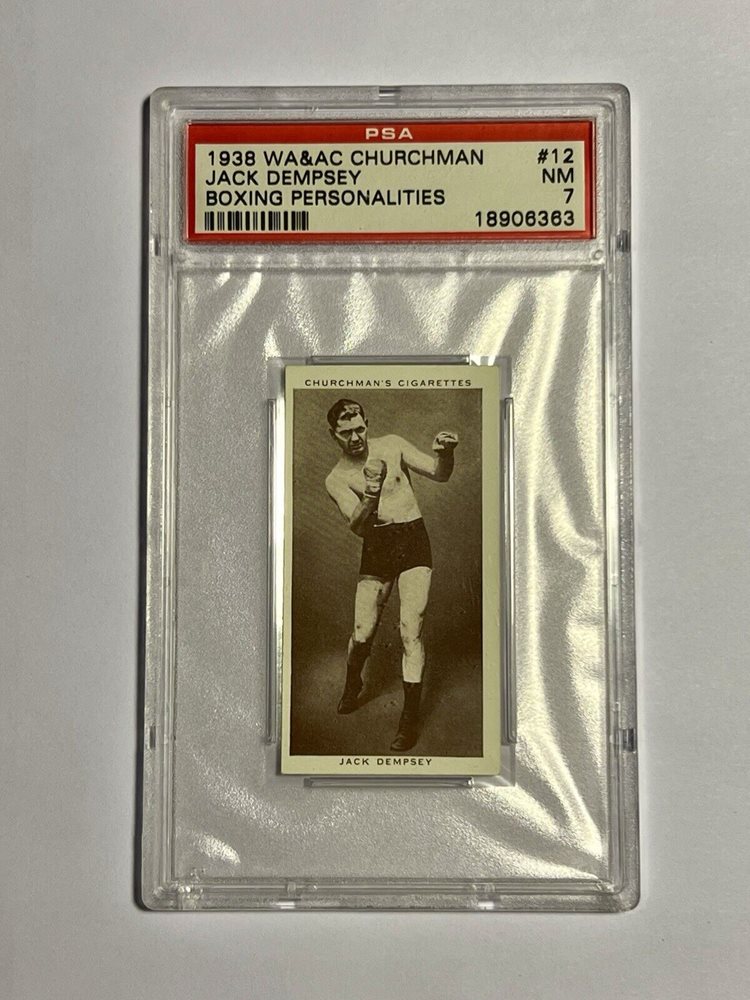 PSA
1938 WA&AC CHURCHMAN #12
JACK DEMPSEY NM
BOXING PERSONALITIES 7
18906363
CHURCHMAN'S CIGARETTES
JACK DEMPSEY